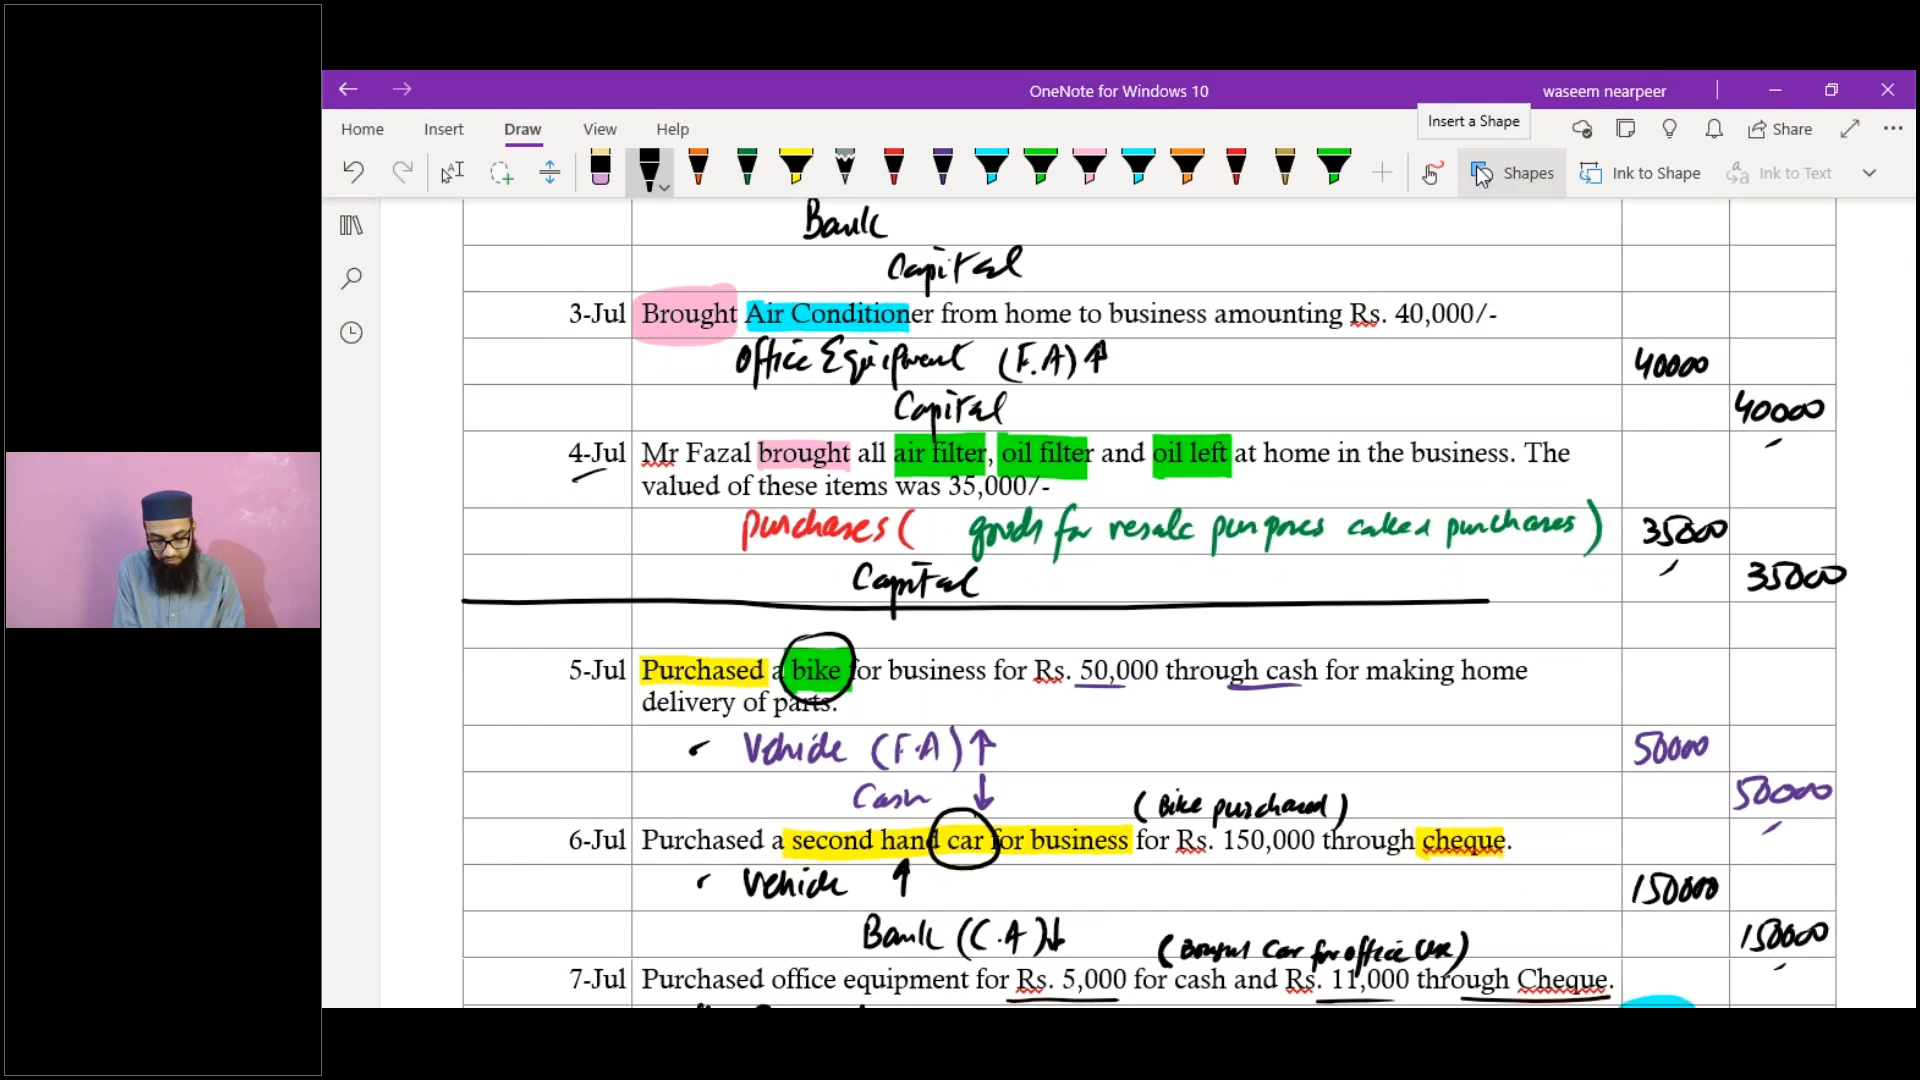 OneNote for Windows 10
waseem nearpeer
Home Insert Draw View Help
Insert a Shape
Share
Shapes
Ink to Shape
Ink to Text
Bank
Capital
3-Jul Brought Air Conditioner from home to business amounting Rs. 40,000/-
Office Equipment (F.A) ↑ 40000
Capital 40000
4-Jul Mr Fazal brought all air filter, oil filter and oil left at home in the business. The
valued of these items was 35,000/-
purchases ( goods for resale purposes called purchases ) 35000
Capital 35000
5-Jul Purchased a bike for business for Rs. 50,000 through cash for making home
delivery of parts.
Vehicle (F.A) ↑ 50000
Cash ↓ 50000
(Bike purchased)
6-Jul Purchased a second hand car for business for Rs. 150,000 through cheque.
Vehicle ↑ 150000
Bank (C.A) ↓ 150000
Car for office use)
7-Jul Purchased office equipment for Rs. 5,000 for cash and Rs. 11,000 through Cheque.